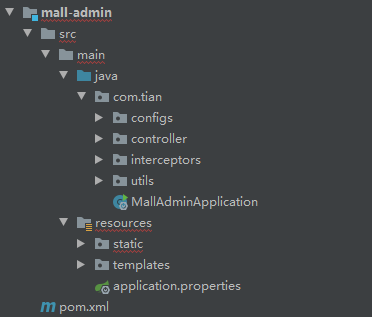 mall-admin
src
main
java
com.tian
configs
controller
interceptors
utils
MallAdminApplication
resources
static
templates
application.properties
pom.xml